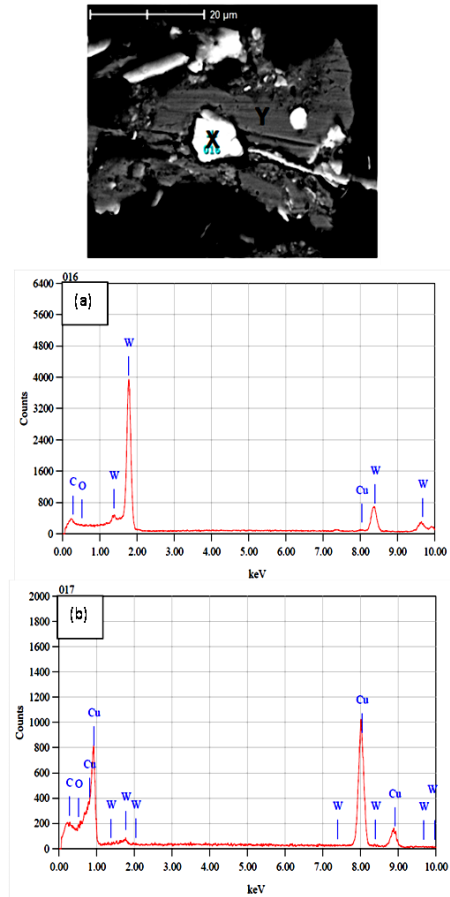 20 µm
X
Y
016
016
(a)
6400
5600
4800
4000
3200
2400
1600
800
0
Counts
C
O
W
W
Cu
W
W
0.00 1.00 2.00 3.00 4.00 5.00 6.00 7.00 8.00 9.00 10.00
keV
017
(b)
2000
1800
1600
1400
1200
1000
800
600
400
200
0
Counts
C
O
Cu
Cu
W
W
W
W
Cu
W
Cu
W
W
0.00 1.00 2.00 3.00 4.00 5.00 6.00 7.00 8.00 9.00 10.00
keV